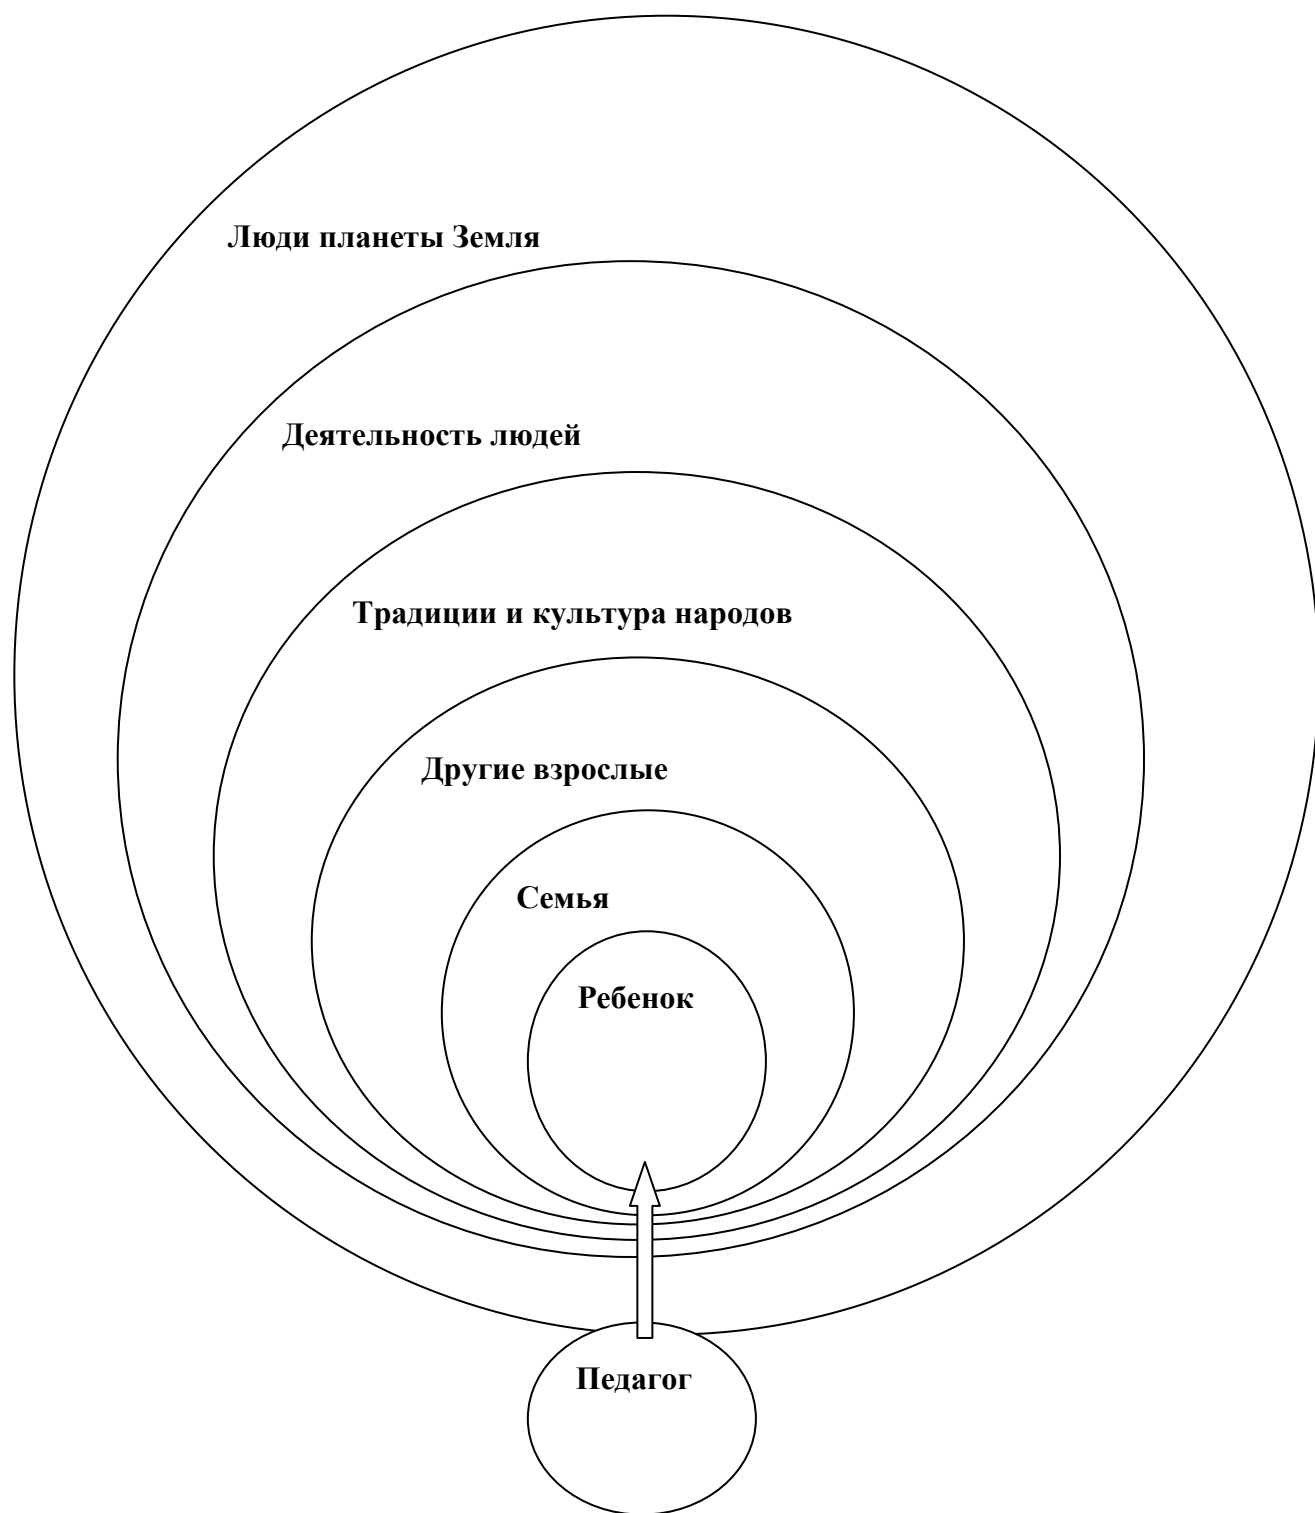 Люди планеты Земля
Деятельность людей
Традиции и культура народов
Другие взрослые
Семья
Ребенок
Педагог